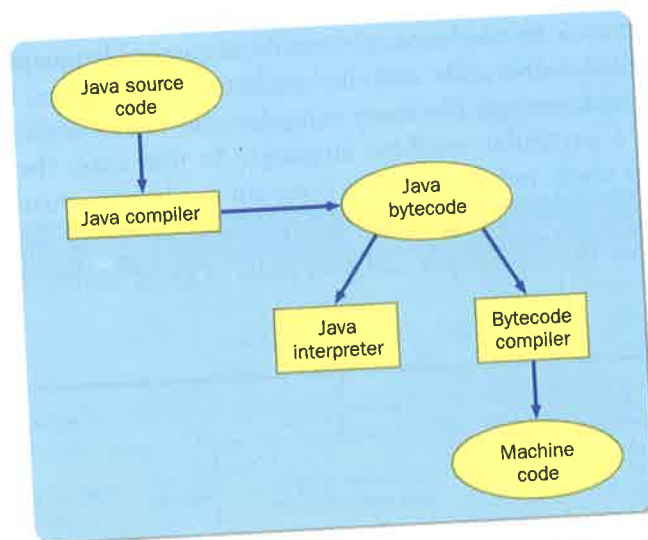 Java source
code
Java compiler
Java
bytecode
Java
interpreter
Bytecode
compiler
Machine
code